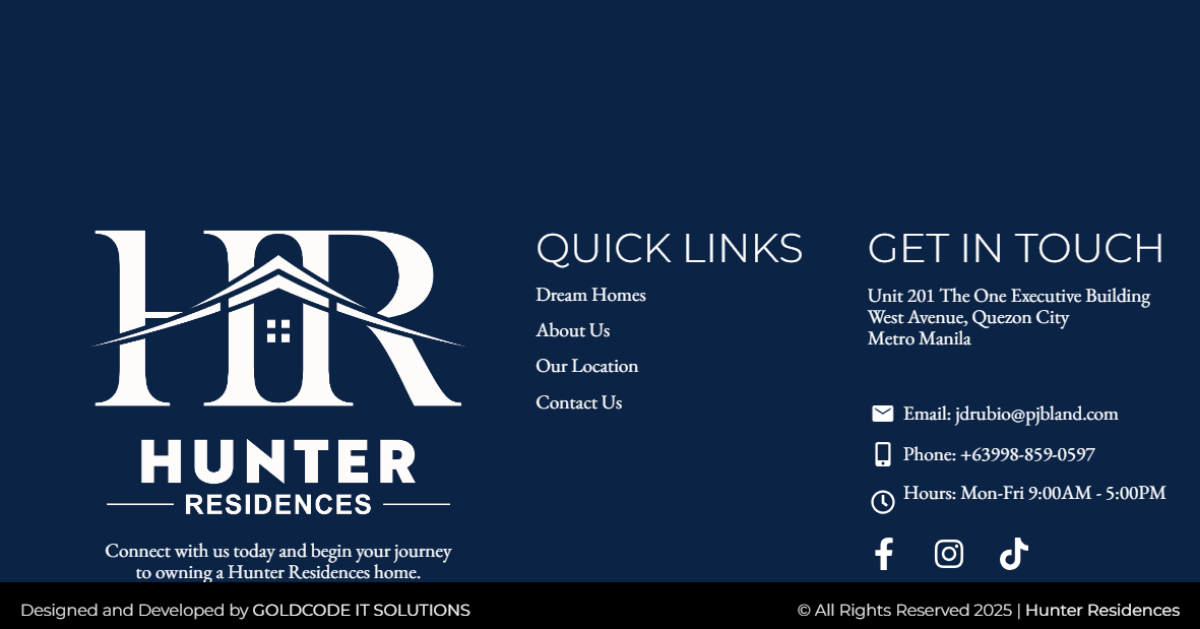 HR
HUNTER
RESIDENCES
Connect with us today and begin your journey
to owning a Hunter Residences home.
QUICK LINKS
Dream Homes
About Us
Our Location
Contact Us
GET IN TOUCH
Unit 201 The One Executive Building
West Avenue, Quezon City
Metro Manila
Email: jdrubio@pjbland.com
Phone: +63998-859-0597
Hours: Mon-Fri 9:00AM - 5:00PM
Designed and Developed by GOLDCODE IT SOLUTIONS
© All Rights Reserved 2025 | Hunter Residences